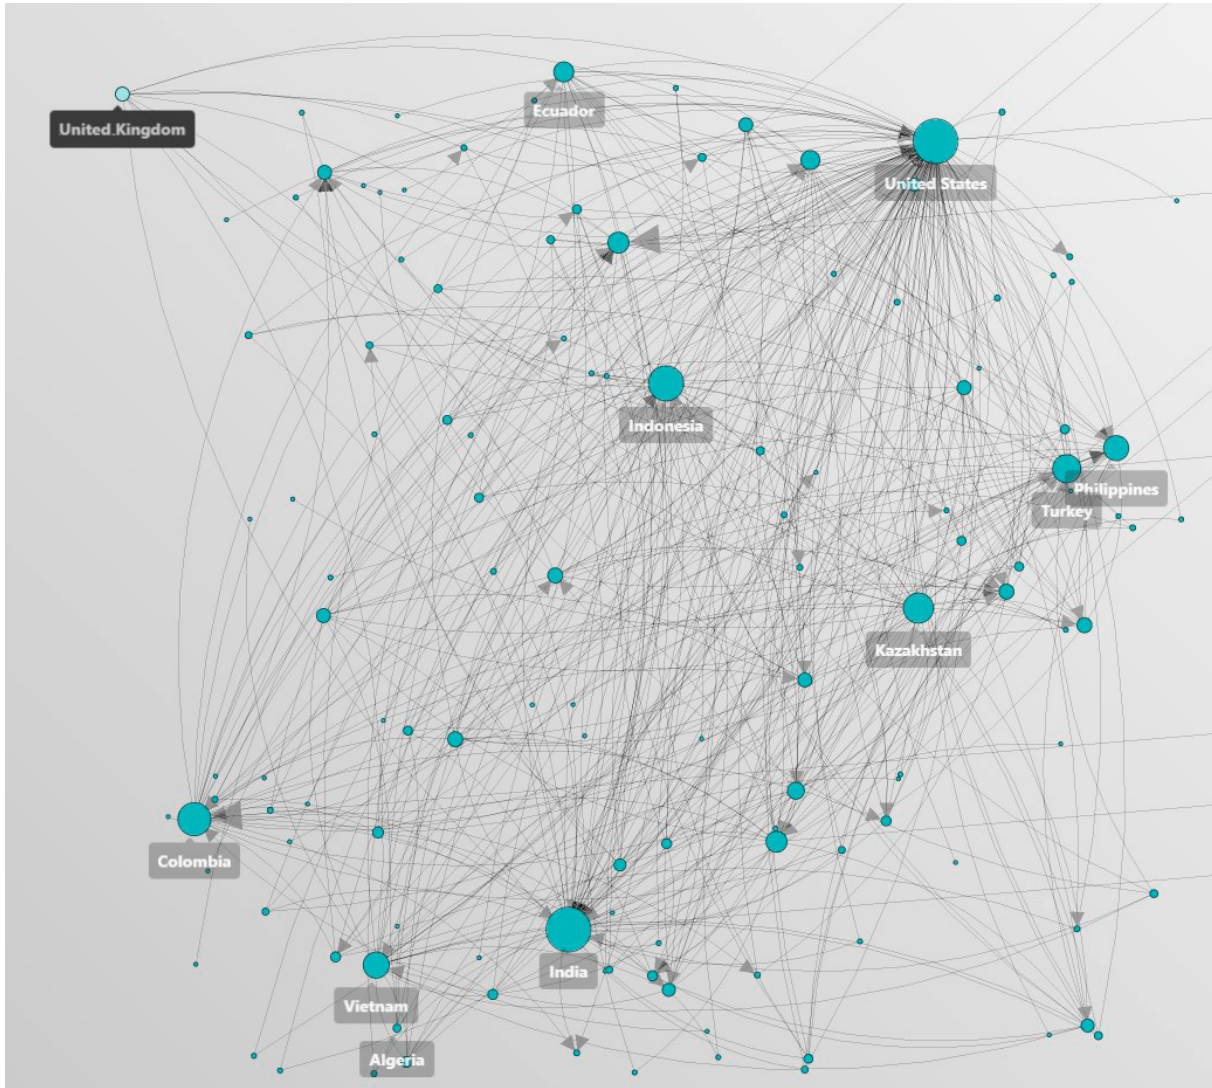 Ecuador
United.Kingdom
United States
Indonesia
Philippines
Turkey
Kazakhstan
Colombia
India
Vietnam
Algeria